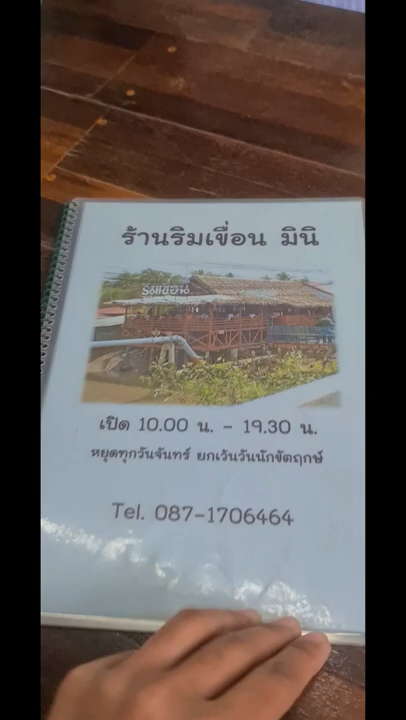 ร้านริมเขื่อน มินิ
เปิด 10.00 น. - 19.30 น.
หยุดทุกวันจันทร์ ยกเว้นวันนักขัตฤกษ์
Tel. 087-1706464